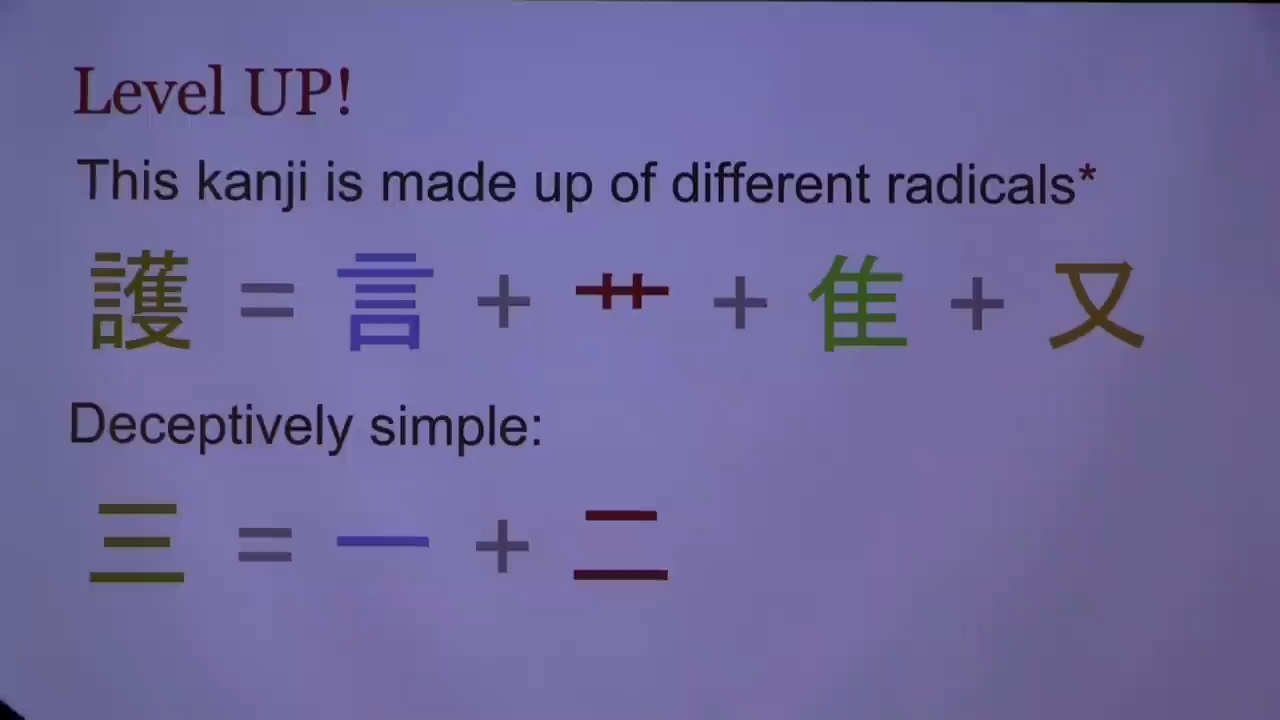 Level UP!
This kanji is made up of different radicals*
護 = 言 + 艹 + 隹 + 又
Deceptively simple:
三 = 一 + 二